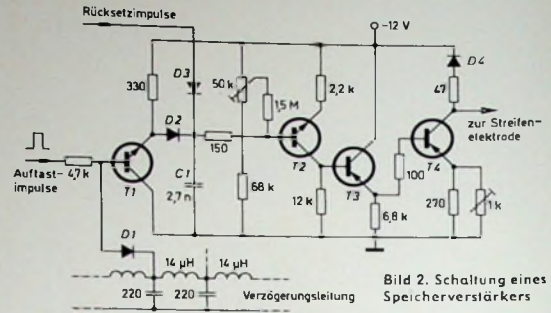 Rücksetzimpulse
-12 V
D3
D4
330
50 k
1,5 M
2,2 k
47
D2
zur Streifen-
elektrode
150
T1
T2
T3
T4
Auftast-
impulse
4,7 k
C1
2,7 n
68 k
12 k
6,8 k
100
270
1 k
D1
14 µH
14 µH
220
220
Verzögerungsleitung
Bild 2. Schaltung eines
Speicherverstärkers